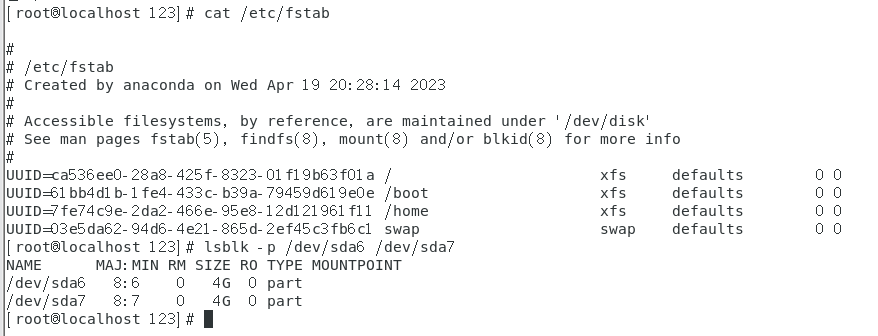 [root@localhost 123]# cat /etc/fstab
#
# /etc/fstab
# Created by anaconda on Wed Apr 19 20:28:14 2023
#
# Accessible filesystems, by reference, are maintained under '/dev/disk'
# See man pages fstab(5), findfs(8), mount(8) and/or blkid(8) for more info
#
UUID=ca536ee0-28a8-425f-8323-01f19b63f01a /                       xfs     defaults        0 0
UUID=61bb4d1b-1fe4-433c-b39a-79459d619e0e /boot                   xfs     defaults        0 0
UUID=7fe74c9e-2da2-466e-95e8-12d121961f11 /home                   xfs     defaults        0 0
UUID=03e5da62-94d6-4e21-865d-2ef45c3fb6c1 swap                    swap    defaults        0 0
[root@localhost 123]# lsblk -p /dev/sda6 /dev/sda7
NAME      MAJ:MIN RM SIZE RO TYPE MOUNTPOINT
/dev/sda6   8:6    0   4G  0 part
/dev/sda7   8:7    0   4G  0 part
[root@localhost 123]#